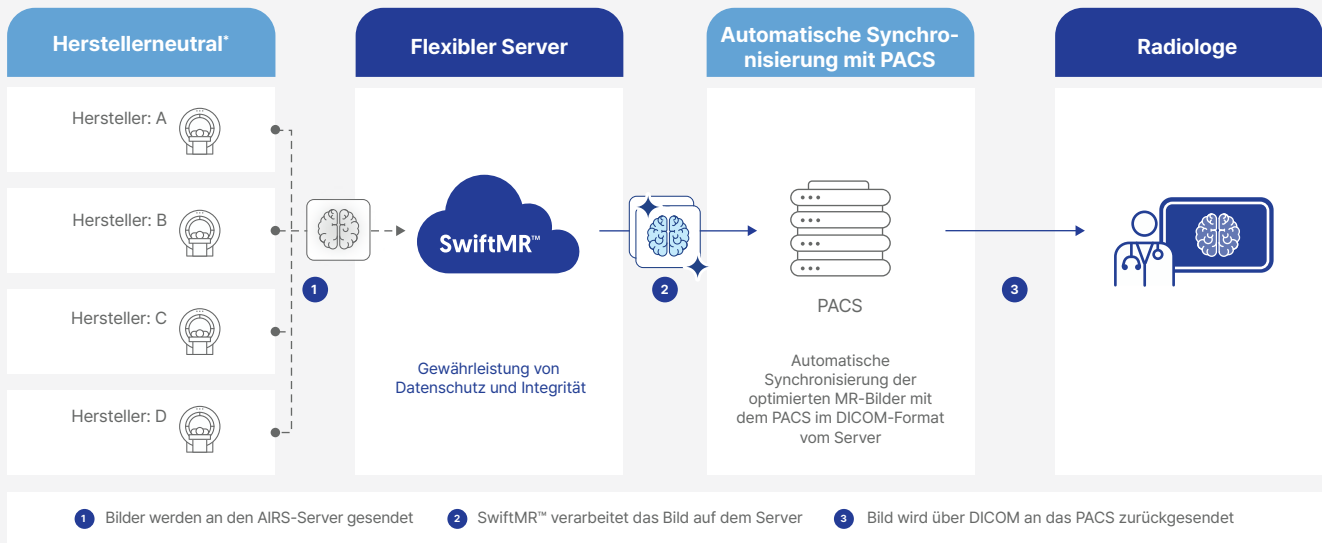 Herstellerneutral*
Hersteller: A
Hersteller: B
Hersteller: C
Hersteller: D
1
Flexibler Server
SwiftMR™
Gewährleistung von
Datenschutz und Integrität
2
Automatische Synchro-
nisierung mit PACS
PACS
Automatische
Synchronisierung der
optimierten MR-Bilder mit
dem PACS im DICOM-Format
vom Server
3
Radiologe
1 Bilder werden an den AIRS-Server gesendet
2 SwiftMR™ verarbeitet das Bild auf dem Server
3 Bild wird über DICOM an das PACS zurückgesendet